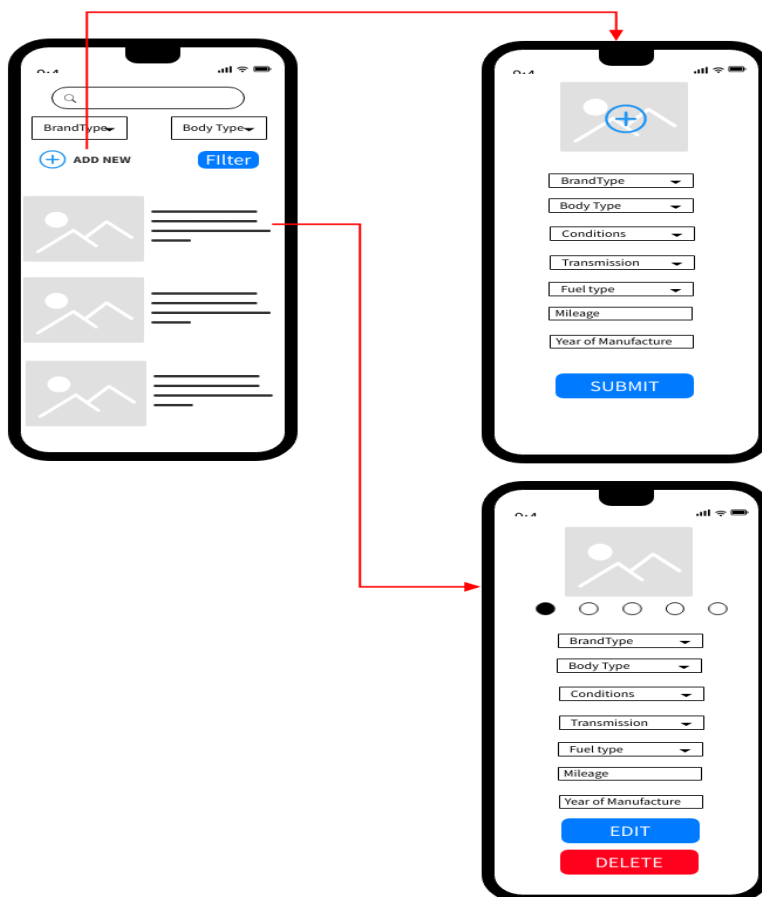 BrandType
Body Type
ADD NEW
FIlter
BrandType
Body Type
Conditions
Transmission
Fuel type
Mileage
Year of Manufacture
SUBMIT
BrandType
Body Type
Conditions
Transmission
Fuel type
Mileage
Year of Manufacture
EDIT
DELETE